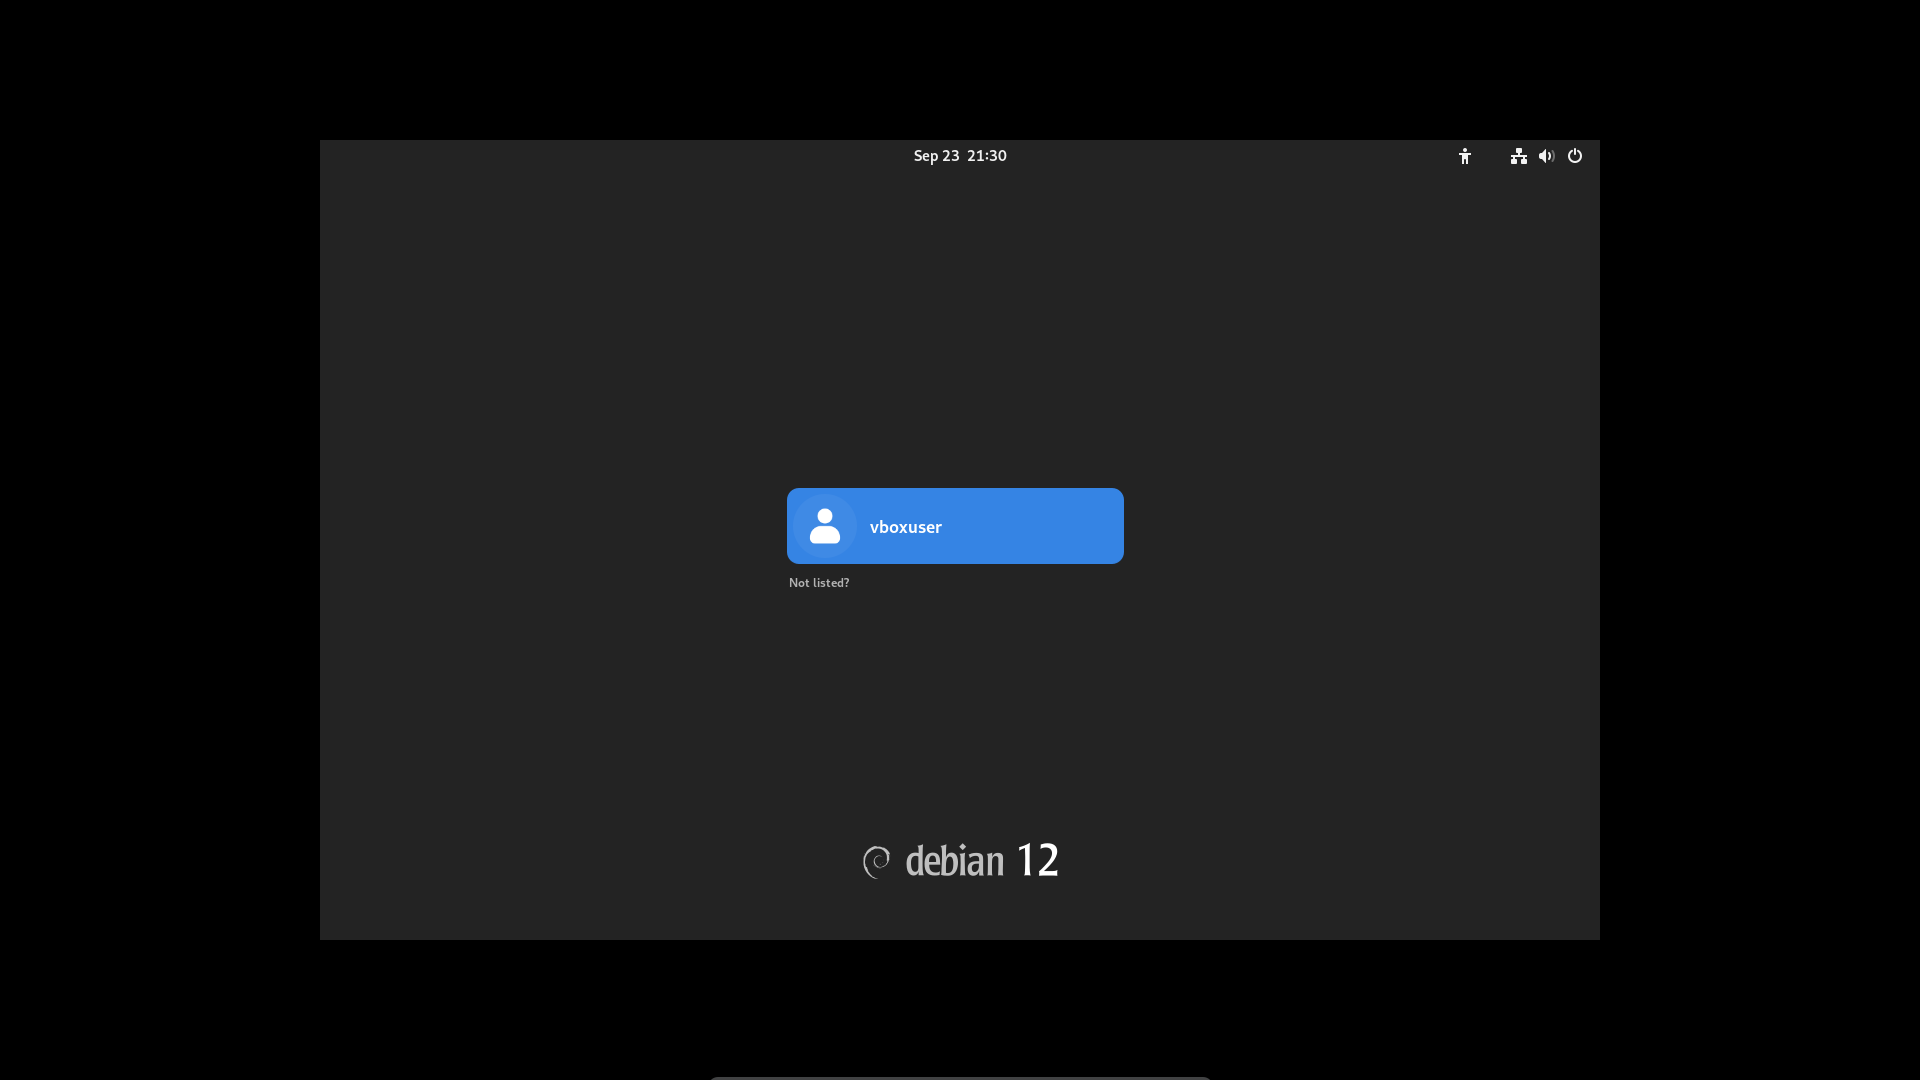 Sep 23 21:30
vboxuser
Not listed?
debian 12